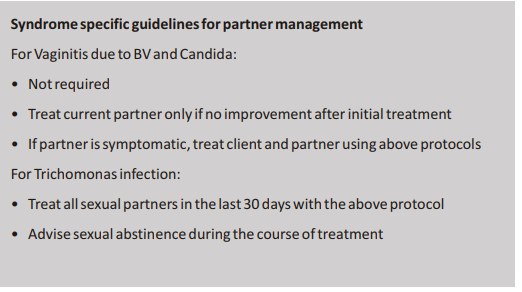 Syndrome specific guidelines for partner management
For Vaginitis due to BV and Candida:
• Not required
• Treat current partner only if no improvement after initial treatment
• If partner is symptomatic, treat client and partner using above protocols
For Trichomonas infection:
• Treat all sexual partners in the last 30 days with the above protocol
• Advise sexual abstinence during the course of treatment